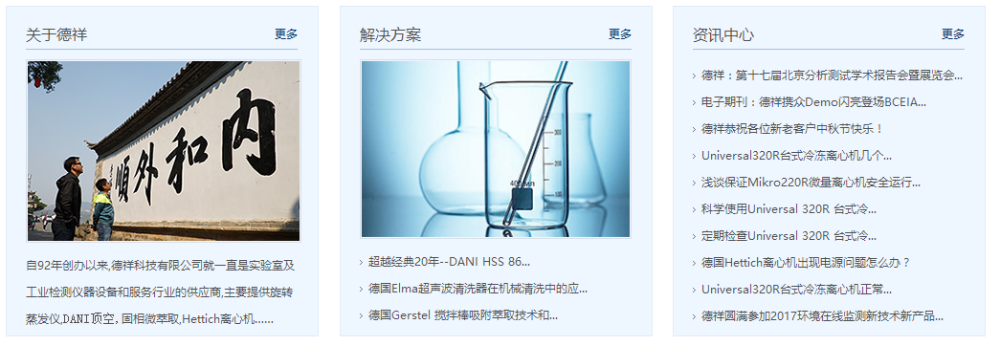 关于德祥
更多
内和外順
自92年创办以来,德祥科技有限公司就一直是实验室及
工业检测仪器设备和服务行业的供应商,主要提供旋转
蒸发仪,DANI顶空，固相微萃取,Hettich离心机......
解决方案
更多
400 мл
300
200
100
超越经典20年--DANI HSS 86...
德国Elma超声波清洗器在机械清洗中的应...
德国Gerstel 搅拌棒吸附萃取技术和...
资讯中心
更多
德祥：第十七届北京分析测试学术报告会暨展览会...
电子期刊：德祥携众Demo闪亮登场BCEIA...
德祥恭祝各位新老客户中秋节快乐！
Universal320R台式冷冻离心机几个...
浅谈保证Mikro220R微量离心机安全运行...
科学使用Universal 320R 台式冷...
定期检查Universal 320R 台式冷...
德国Hettich离心机出现电源问题怎么办？
Universal320R台式冷冻离心机正常...
德祥圆满参加2017环境在线监测新技术新产品...